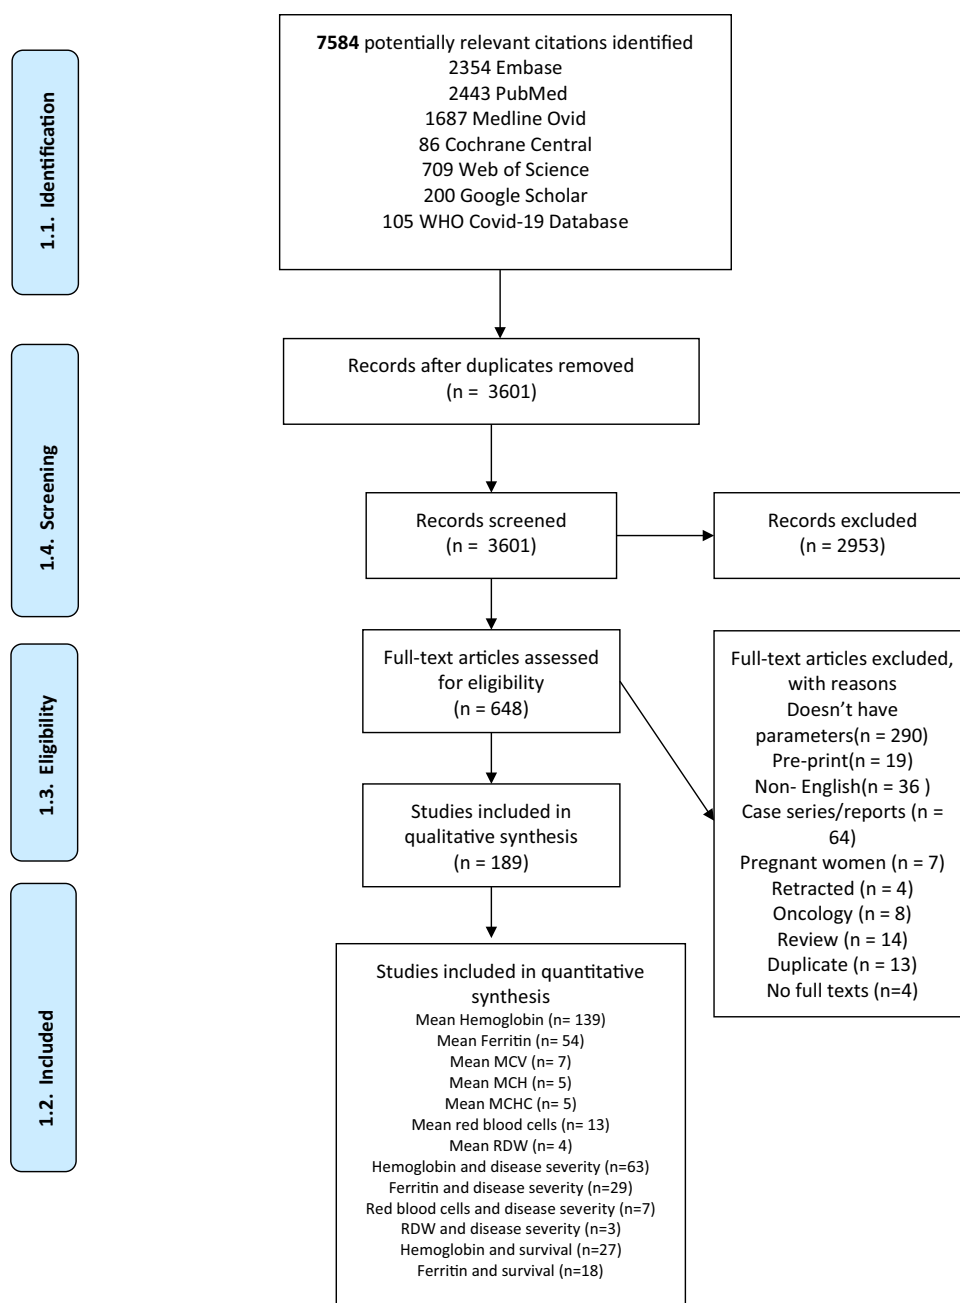 1.1. Identification
7584 potentially relevant citations identified
2354 Embase
2443 PubMed
1687 Medline Ovid
86 Cochrane Central
709 Web of Science
200 Google Scholar
105 WHO Covid-19 Database
1.4. Screening
Records after duplicates removed
(n = 3601)
Records screened
(n = 3601)
Records excluded
(n = 2953)
1.3. Eligibility
Full-text articles assessed
for eligibility
(n = 648)
Full-text articles excluded,
with reasons
Doesn't have
parameters(n = 290)
Pre-print(n = 19)
Non- English(n = 36 )
Case series/reports (n =
64)
Pregnant women (n = 7)
Retracted (n = 4)
Oncology (n = 8)
Review (n = 14)
Duplicate (n = 13)
No full texts (n=4)
Studies included in
qualitative synthesis
(n = 189)
1.2. Included
Studies included in quantitative
synthesis
Mean Hemoglobin (n= 139)
Mean Ferritin (n= 54)
Mean MCV (n= 7)
Mean MCH (n= 5)
Mean MCHC (n= 5)
Mean red blood cells (n= 13)
Mean RDW (n= 4)
Hemoglobin and disease severity (n=63)
Ferritin and disease severity (n=29)
Red blood cells and disease severity (n=7)
RDW and disease severity (n=3)
Hemoglobin and survival (n=27)
Ferritin and survival (n=18)